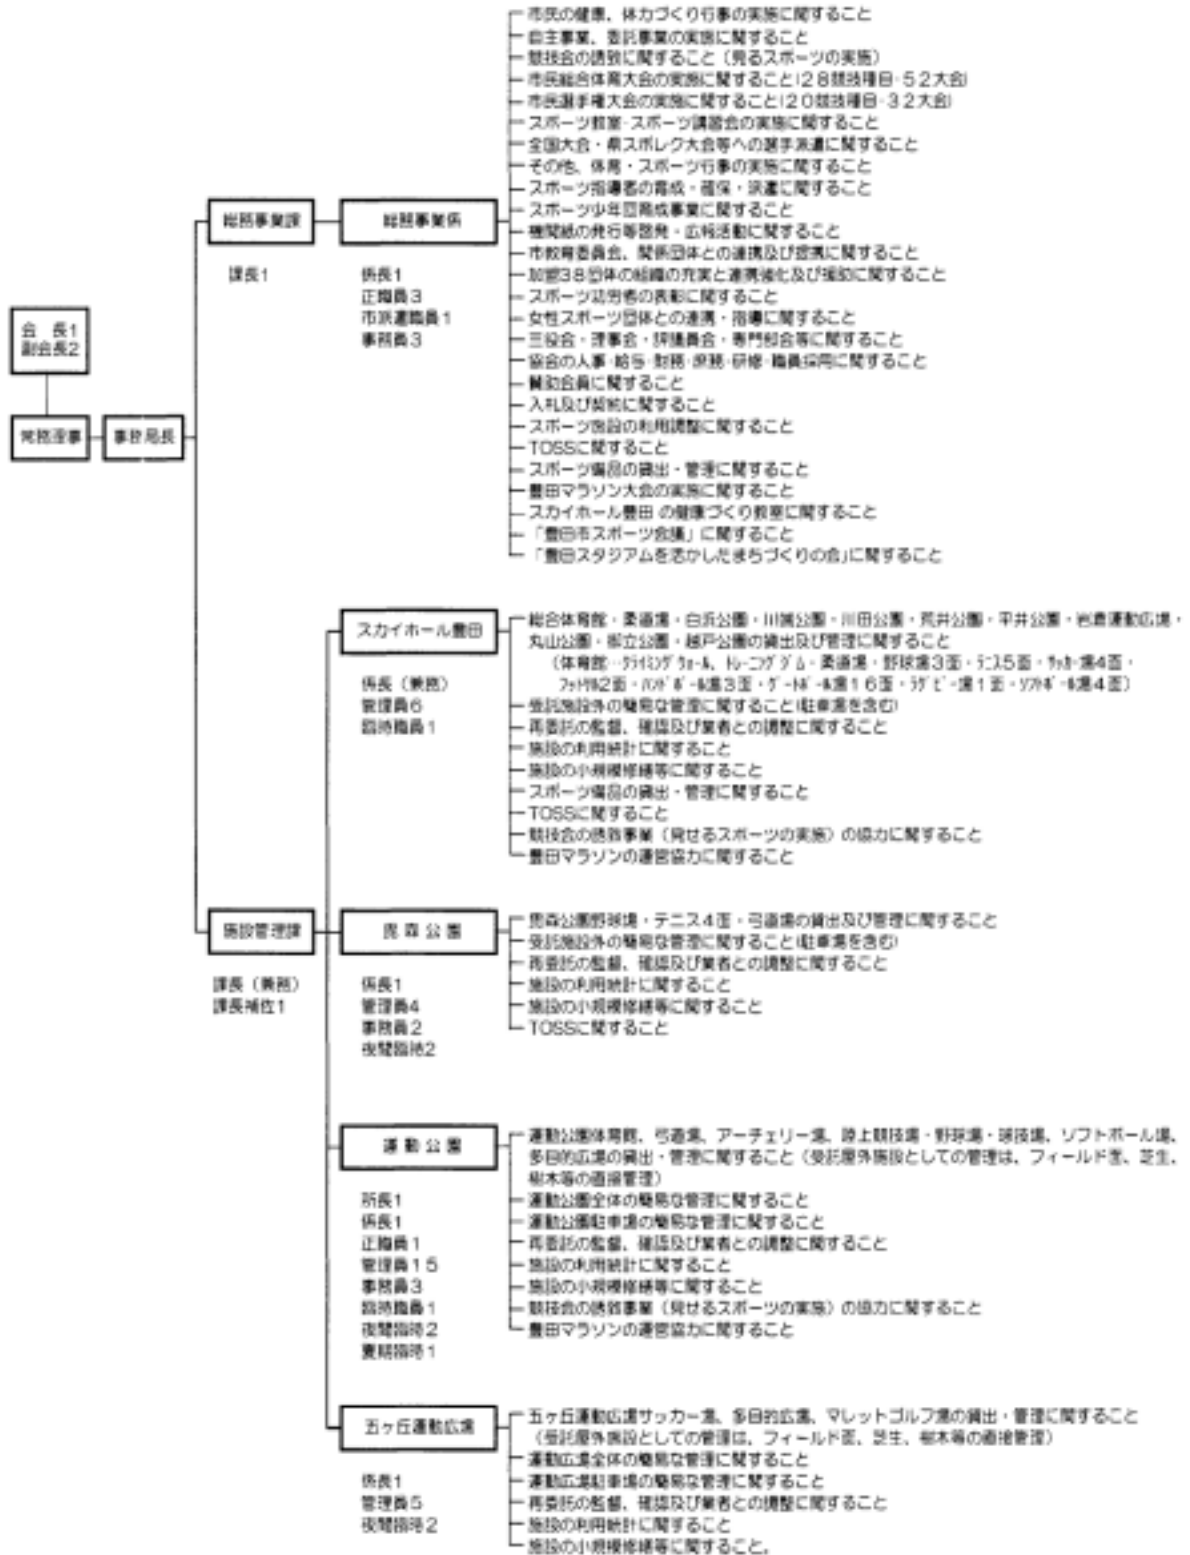 会　長1
副会長2
常務理事
事務局長
総務事業課
課長1
総務事業係
係長1
正職員3
市派遣職員1
事務員3
市民の健康、体力づくり行事の実施に関すること
自主事業、委託事業の実施に関すること
競技会の誘致に関すること（見るスポーツの実施）
市民総合体育大会の実施に関すること(28競技種目・52大会)
市民選手権大会の実施に関すること(20競技種目・32大会)
スポーツ教室・スポーツ講習会の実施に関すること
全国大会・県スポレク大会等への選手派遣に関すること
その他、体育・スポーツ行事の実施に関すること
スポーツ指導者の育成・確保・派遣に関すること
スポーツ少年団育成事業に関すること
機関紙の発行等啓発・広報活動に関すること
市教育委員会、関係団体との連携及び提携に関すること
加盟38団体の組織の充実と連携強化及び援助に関すること
スポーツ功労者の表彰に関すること
女性スポーツ団体との連携・指導に関すること
三役会・理事会・評議員会・専門部会等に関すること
協会の人事・給与・財務・庶務・研修・職員採用に関すること
賛助会員に関すること
入札及び契約に関すること
スポーツ施設の利用調整に関すること
TOSSに関すること
スポーツ備品の貸出・管理に関すること
豊田マラソン大会の実施に関すること
スカイホール豊田 の健康づくり教室に関すること
「豊田市スポーツ会議」に関すること
「豊田スタジアムを活かしたまちづくりの会」に関すること
施設管理課
課長（兼務）
課長補佐1
スカイホール豊田
係長（兼務）
管理員6
臨時職員1
総合体育館・柔道場・白浜公園・川端公園・川田公園・荒井公園・平井公園・岩倉運動広場・
丸山公園・御立公園・越戸公園の貸出及び管理に関すること
（体育館…クライミングウォール、トレーニングジム・柔道場・野球場3面・テニス5面・サッカー場4面・
フットサル2面・ハンドボール場3面・ゲートボール場16面・ラグビー場1面・ソフトボール場4面）
受託施設外の簡易な管理に関すること(駐車場を含む)
再委託の監督、確認及び業者との調整に関すること
施設の利用統計に関すること
施設の小規模修繕等に関すること
スポーツ備品の貸出・管理に関すること
TOSSに関すること
競技会の誘致事業（見せるスポーツの実施）の協力に関すること
豊田マラソンの運営協力に関すること
毘森公園
係長1
管理員4
事務員2
夜間臨時2
毘森公園野球場・テニス4面・弓道場の貸出及び管理に関すること
受託施設外の簡易な管理に関すること(駐車場を含む)
再委託の監督、確認及び業者との調整に関すること
施設の利用統計に関すること
施設の小規模修繕等に関すること
TOSSに関すること
運動公園
所長1
係長1
正職員1
管理員15
事務員3
臨時職員1
夜間臨時2
夏期臨時1
運動公園体育館、弓道場、アーチェリー場、陸上競技場・野球場・球技場、ソフトボール場、
多目的広場の貸出・管理に関すること（受託屋外施設としての管理は、フィールド面、芝生、
樹木等の直接管理）
運動公園全体の簡易な管理に関すること
運動公園駐車場の簡易な管理に関すること
再委託の監督、確認及び業者との調整に関すること
施設の利用統計に関すること
施設の小規模修繕等に関すること
競技会の誘致事業（見せるスポーツの実施）の協力に関すること
豊田マラソンの運営協力に関すること
五ヶ丘運動広場
係長1
管理員5
夜間臨時2
五ヶ丘運動広場サッカー場、多目的広場、マレットゴルフ場の貸出・管理に関すること
（受託屋外施設としての管理は、フィールド面、芝生、樹木等の直接管理）
運動広場全体の簡易な管理に関すること
運動広場駐車場の簡易な管理に関すること
再委託の監督、確認及び業者との調整に関すること
施設の利用統計に関すること
施設の小規模修繕等に関すること。